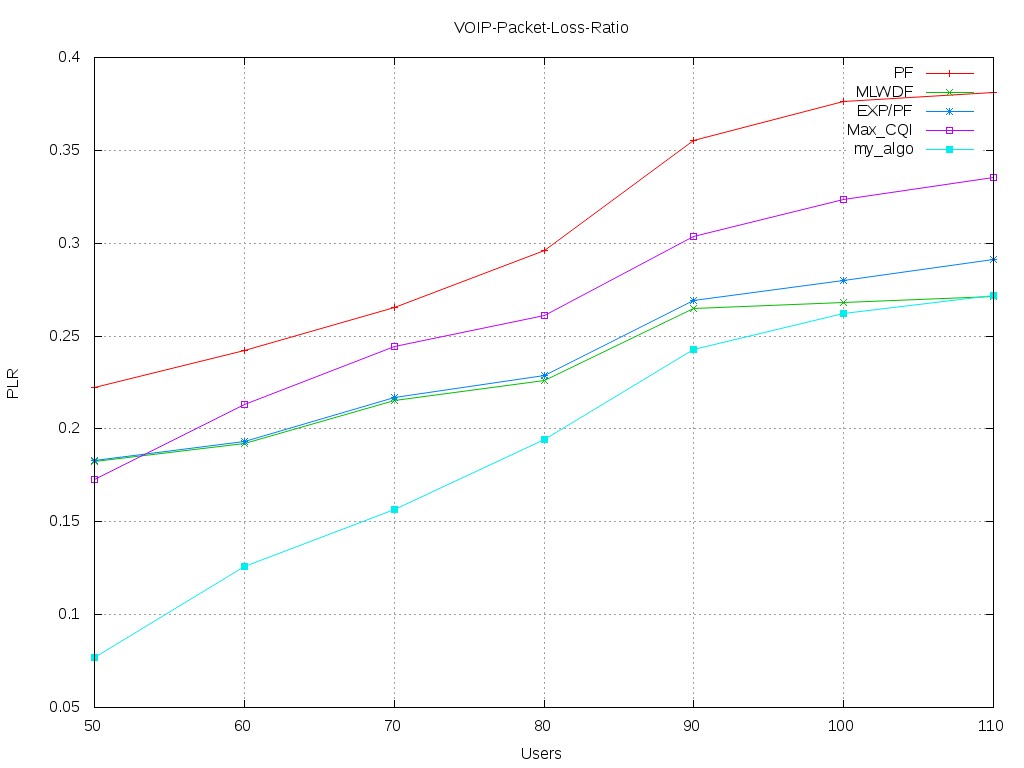 VOIP-Packet-Loss-Ratio
0.4
0.35
0.3
0.25
0.2
0.15
0.1
0.05
PLR
PF
MLWDF
EXP/PF
Max_CQI
my_algo
50 60 70 80 90 100 110
Users